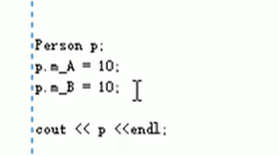 Person p;
p.m_A = 10;
p.m_B = 10;
cout << p <<endl;